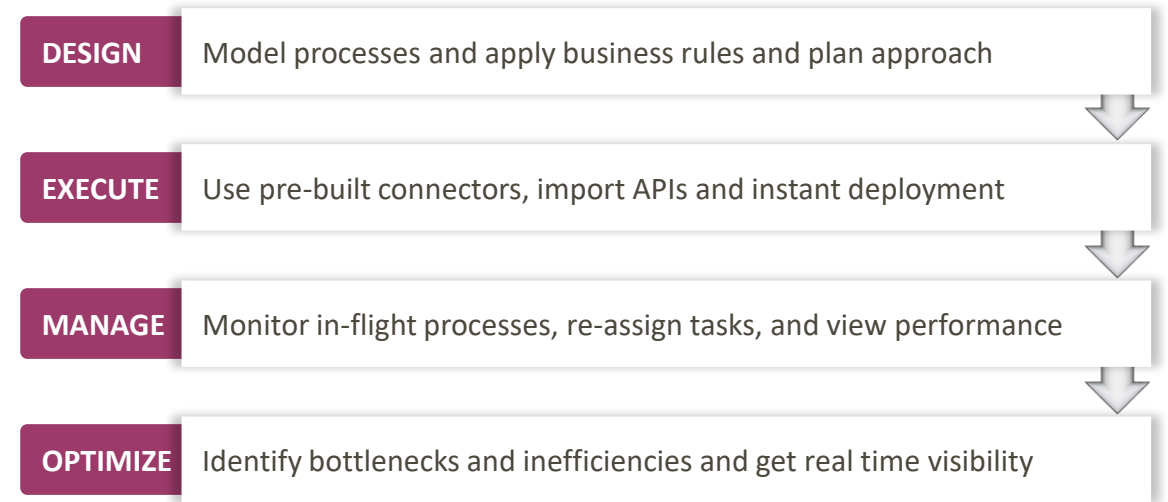 DESIGN
Model processes and apply business rules and plan approach
EXECUTE
Use pre-built connectors, import APIs and instant deployment
MANAGE
Monitor in-flight processes, re-assign tasks, and view performance
OPTIMIZE
Identify bottlenecks and inefficiencies and get real time visibility